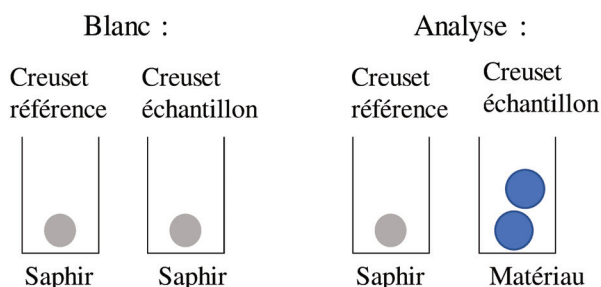 Blanc :
Creuset
référence
Creuset
échantillon
Saphir
Saphir
Analyse :
Creuset
référence
Creuset
échantillon
Saphir
Matériau